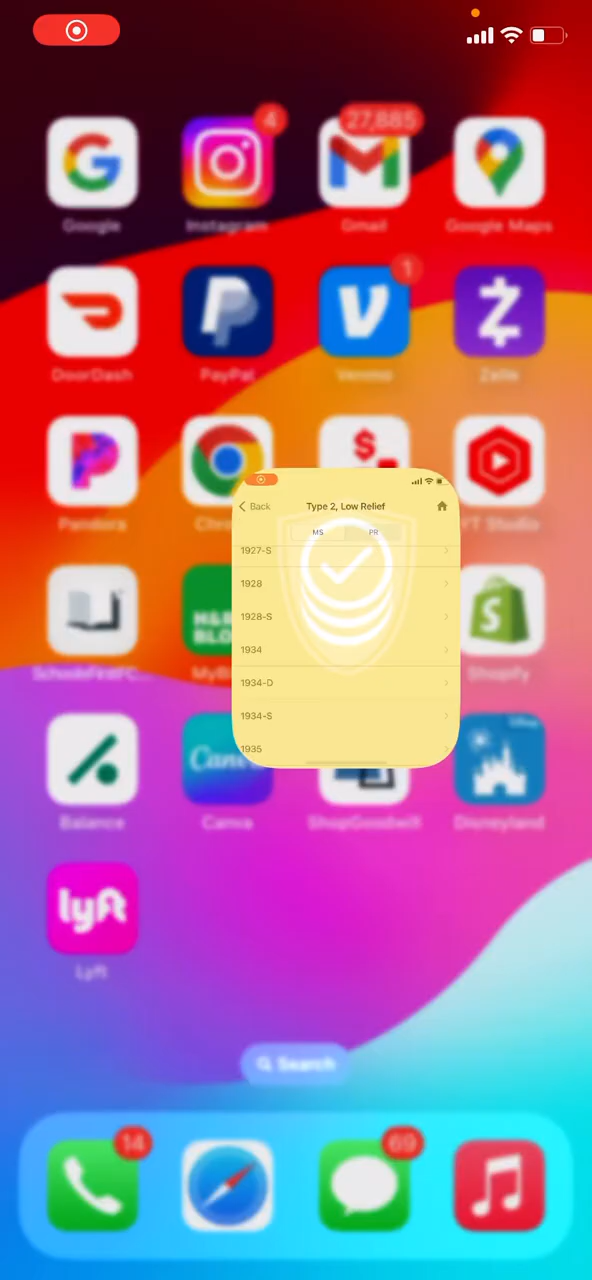 4
27,885
Google
Instagram
Gmail
Google Maps
1
DoorDash
PayPal
Venmo
Zelle
$
Pandora
YT Studio
Back
Type 2, Low Relief
MS
PR
1927-S
1928
1928-S
1934
1934-D
1934-S
1935
H&R
BLO
Shopify
Balance
Canva
ShopGoodwill
Disneyland
lyft
Lyft
Search
14
69